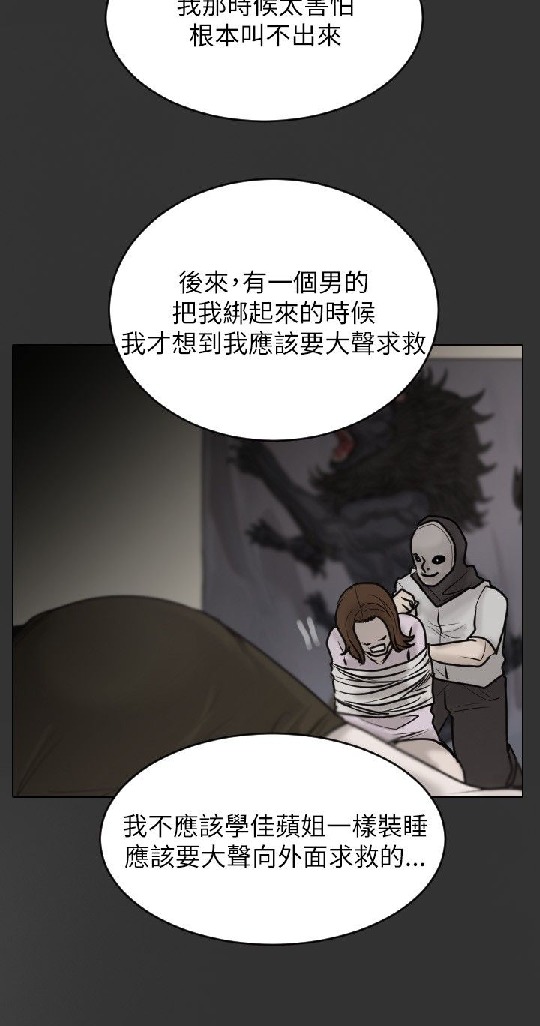 我那時候太害怕
根本叫不出來
後來，有一個男的
把我綁起來的時候
我才想到我應該要大聲求救
我不應該學佳蘋姐一樣裝睡
應該要大聲向外面求救的...